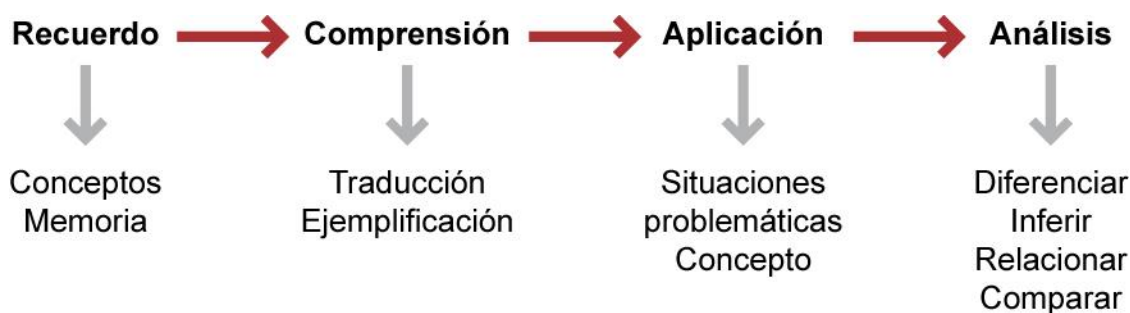 Recuerdo
Comprensión
Aplicación
Análisis
Conceptos
Memoria
Traducción
Ejemplificación
Situaciones
problemáticas
Concepto
Diferenciar
Inferir
Relacionar
Comparar